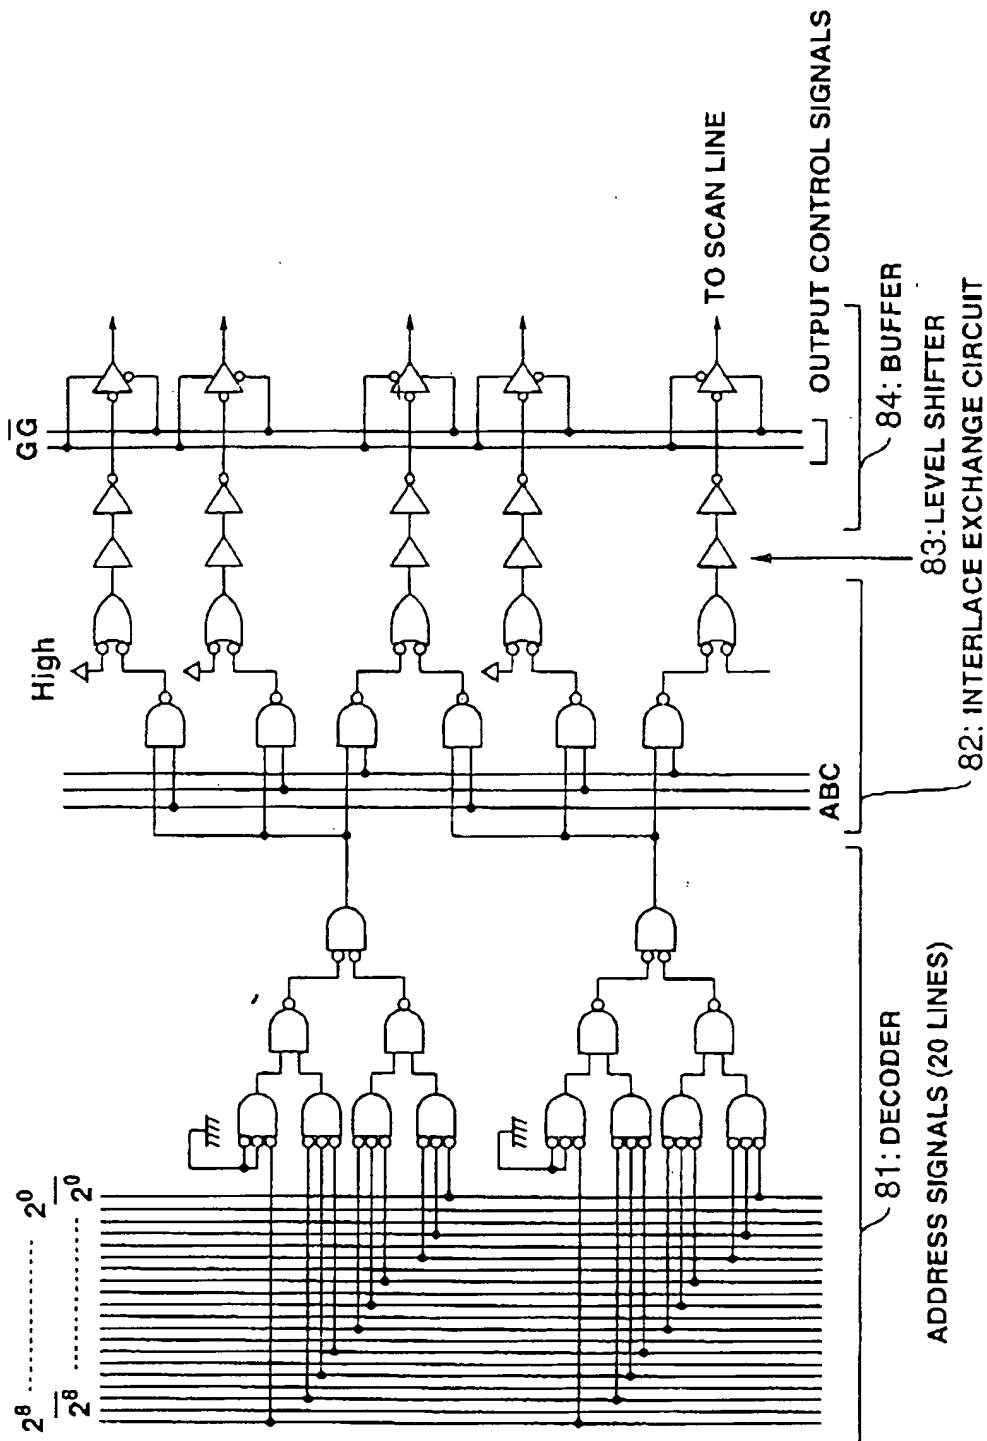 2⁸ ---------- 2⁰
2̅⁸ ---------- 2̅⁰
ADDRESS SIGNALS (20 LINES)
81: DECODER
ABC
82: INTERLACE EXCHANGE CIRCUIT
High
83: LEVEL SHIFTER
84: BUFFER
G̅G
OUTPUT CONTROL SIGNALS
TO SCAN LINE